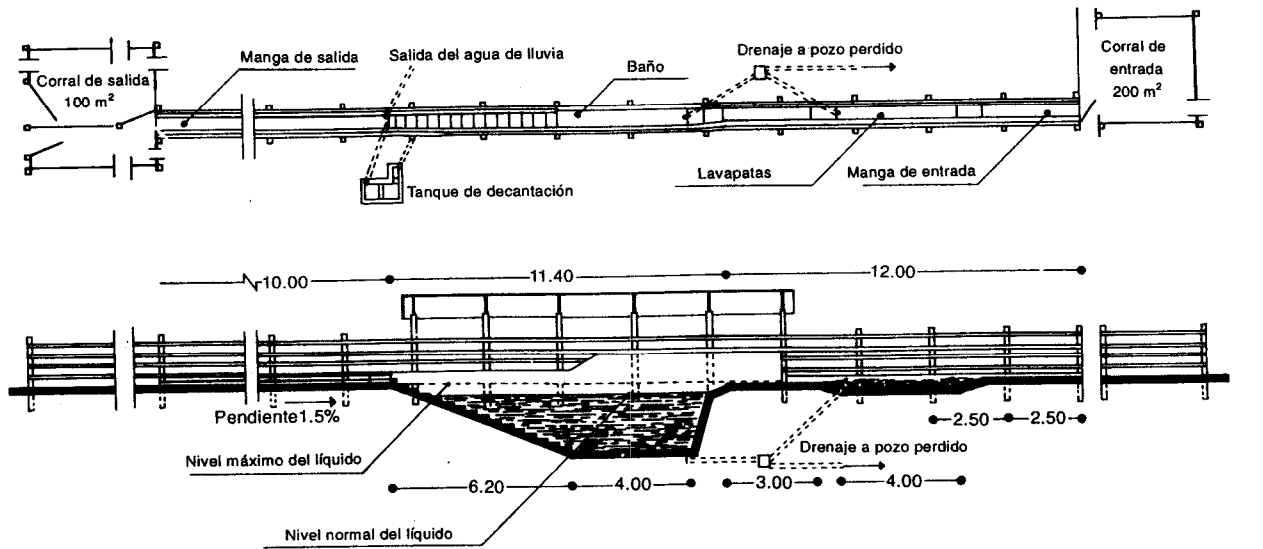 Manga de salida
Salida del agua de lluvia
Drenaje a pozo perdido
Corral de
entrada
200 m²
Baño
Corral de salida
100 m²
Lavapatas
Manga de entrada
Tanque de decantación
10.00
11.40
12.00
Pendiente1.5%
2.50
2.50
Nivel máximo del líquido
Drenaje a pozo perdido
6.20
4.00
3.00
4.00
Nivel normal del líquido